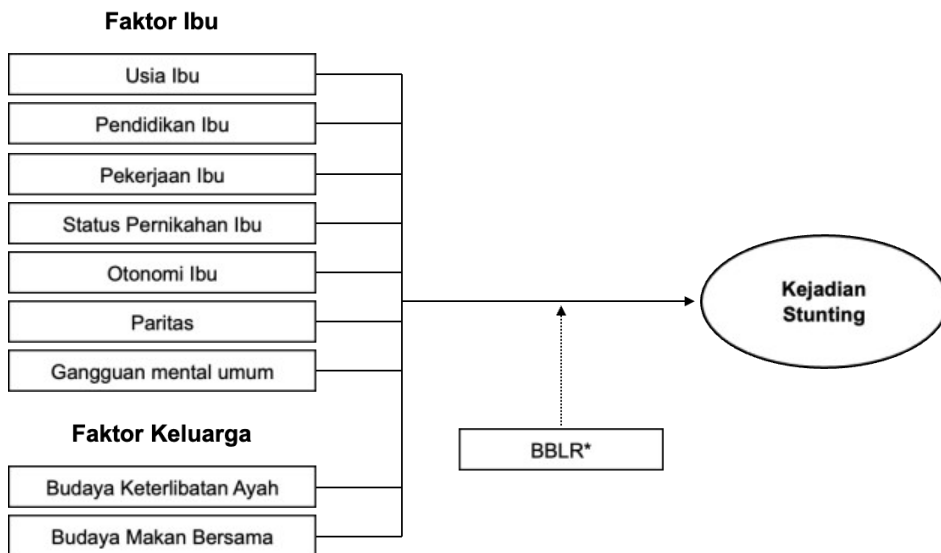 Faktor Ibu
Usia Ibu
Pendidikan Ibu
Pekerjaan Ibu
Status Pernikahan Ibu
Otonomi Ibu
Paritas
Gangguan mental umum
Faktor Keluarga
Budaya Keterlibatan Ayah
Budaya Makan Bersama
BBLR*
Kejadian
Stunting